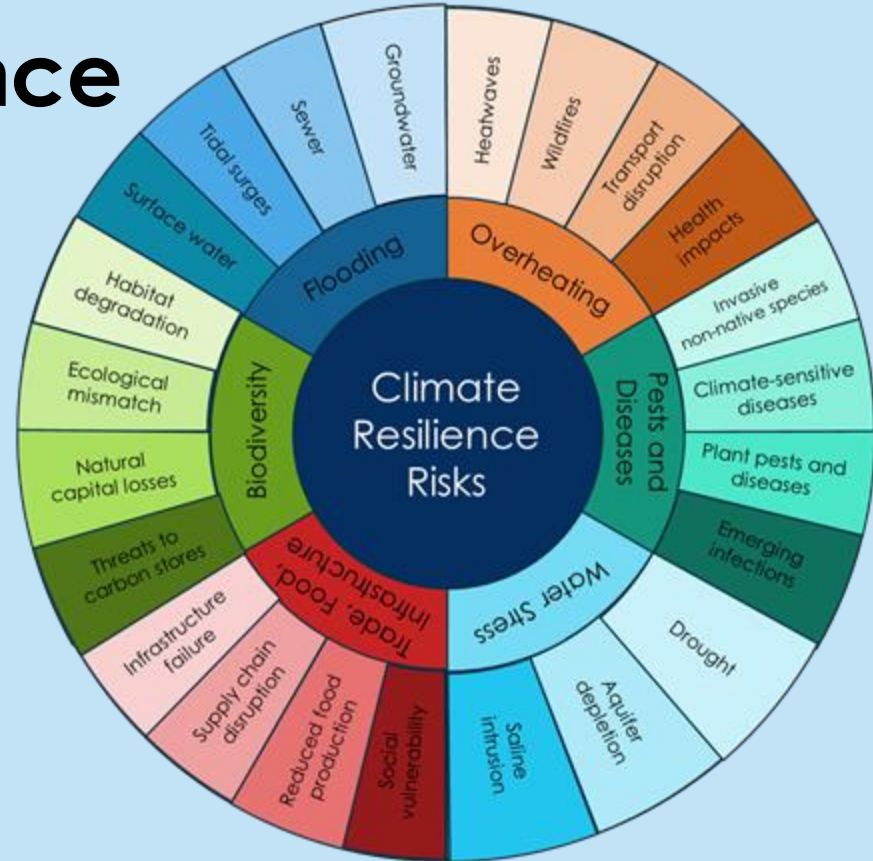 nce
Groundwater
Sewer
Tidal surges
Surface water
Flooding
Heatwaves
Wildfires
Transport
disruption
Health
impacts
Overheating
Invasive
non-native species
Climate-sensitive
diseases
Plant pests and
diseases
Emerging
infections
Pests and
Diseases
Drought
Aquifer
depletion
Saline
intrusion
Water Stress
Social
vulnerability
Reduced food
production
Supply chain
disruption
Infrastructure
failure
Trade, Food,
Infrastructure
Threats to
carbon stores
Natural
capital losses
Ecological
mismatch
Habitat
degradation
Biodiversity
Climate
Resilience
Risks